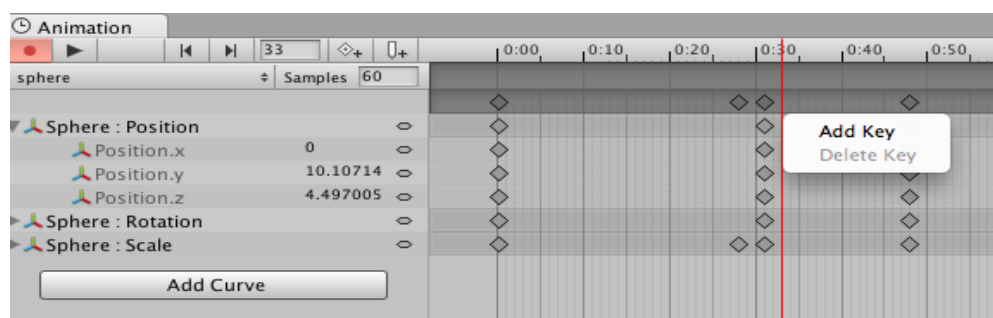 Animation
33 0:00 0:10 0:20 0:30 0:40 0:50
sphere Samples 60
Sphere : Position
Position.x 0
Position.y 10.10714
Position.z 4.497005
Sphere : Rotation
Sphere : Scale
Add Curve
Add Key
Delete Key